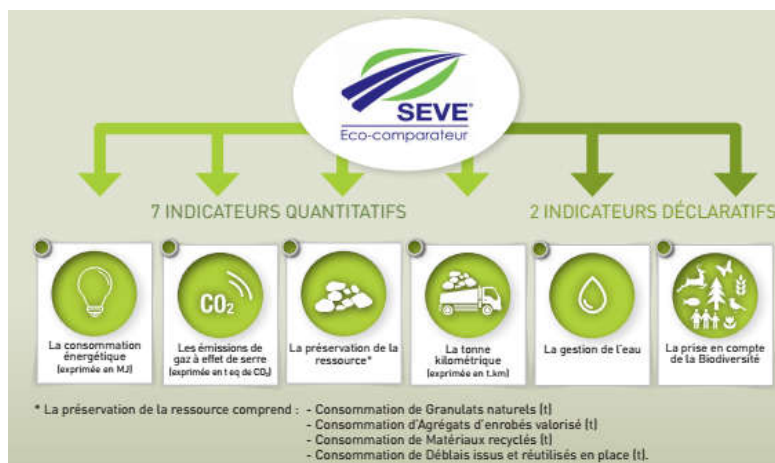 SEVE®
Eco-comparateur
7 INDICATEURS QUANTITATIFS
2 INDICATEURS DÉCLARATIFS
La consommation
énergétique
(exprimée en MJ)
CO₂
Les émissions de
gaz à effet de serre
(exprimée en t eq de CO₂)
La préservation de la
ressource*
La tonne
kilométrique
(exprimée en t.km)
La gestion de l'eau
La prise en compte
de la Biodiversité
* La préservation de la ressource comprend : - Consommation de Granulats naturels (t)
- Consommation d'Agrégats d'enrobés valorisé (t)
- Consommation de Matériaux recyclés (t)
- Consommation de Déblais issus et réutilisés en place (t).